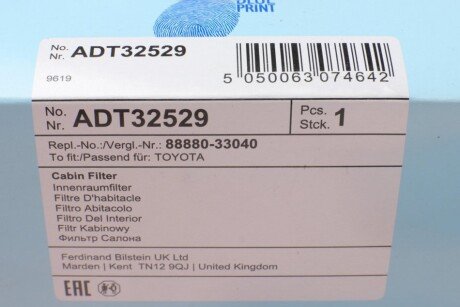 BLUE
PRINT
No.
Nr. ADT32529
9619
5 050063 074642
No.
Nr. ADT32529
Pcs.
Stck. 1
Repl.-No.:/Vergl.-Nr.: 88880-33040
To fit:/Passend für: TOYOTA
Cabin Filter
Innenraumfilter
Filtre D'habitacle
Filtro Abitacolo
Filtro Del Interior
Filtr Kabinowy
Фильтр Салона
Ferdinand Bilstein UK Ltd
Marden | Kent TN12 9QJ | United Kingdom
EAC